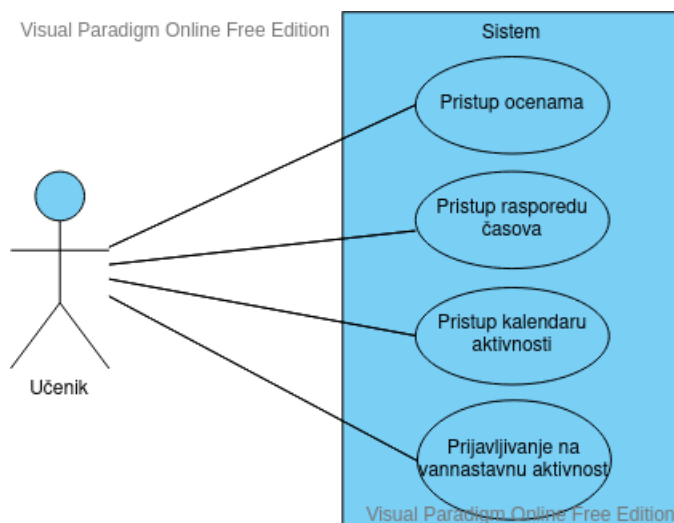 Visual Paradigm Online Free Edition
Sistem
Pristup ocenama
Pristup rasporedu
časova
Pristup kalendaru
aktivnosti
Učenik
Prijavljivanje na
vannastavnu aktivnost
Visual Paradigm Online Free Edition